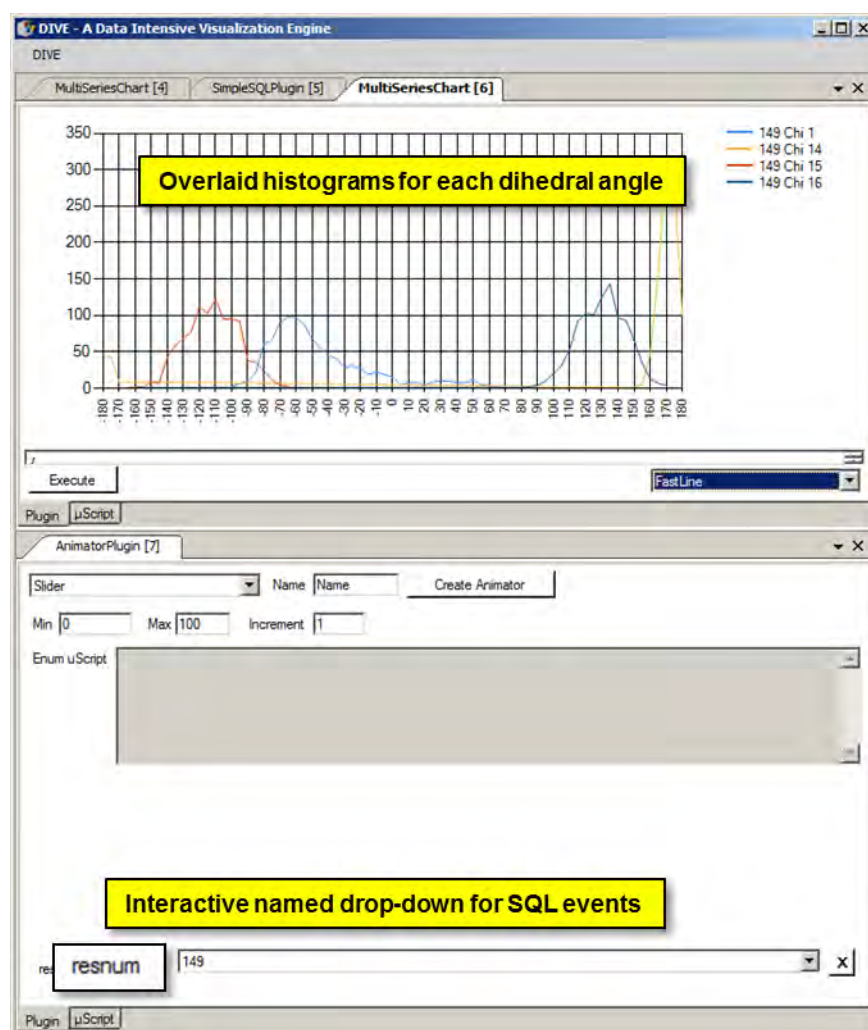 DIVE - A Data Intensive Visualization Engine
DIVE
MultiSeriesChart [4] SimpleSQLPlugin [5] MultiSeriesChart [6]
350
300
250
200
150
100
50
0
Overlaid histograms for each dihedral angle
149 Chi 1
149 Chi 14
149 Chi 15
149 Chi 16
-180 -170 -160 -150 -140 -130 -120 -110 -100 -90 -80 -70 -60 -50 -40 -30 -20 -10 0 10 20 30 40 50 60 70 80 90 100 110 120 130 140 150 160 170 180
Execute FastLine
Plugin µScript
AnimatorPlugin [7]
Slider Name Name Create Animator
Min 0 Max 100 Increment 1
Enum uScript
Interactive named drop-down for SQL events
resnum 149 X
Plugin µScript